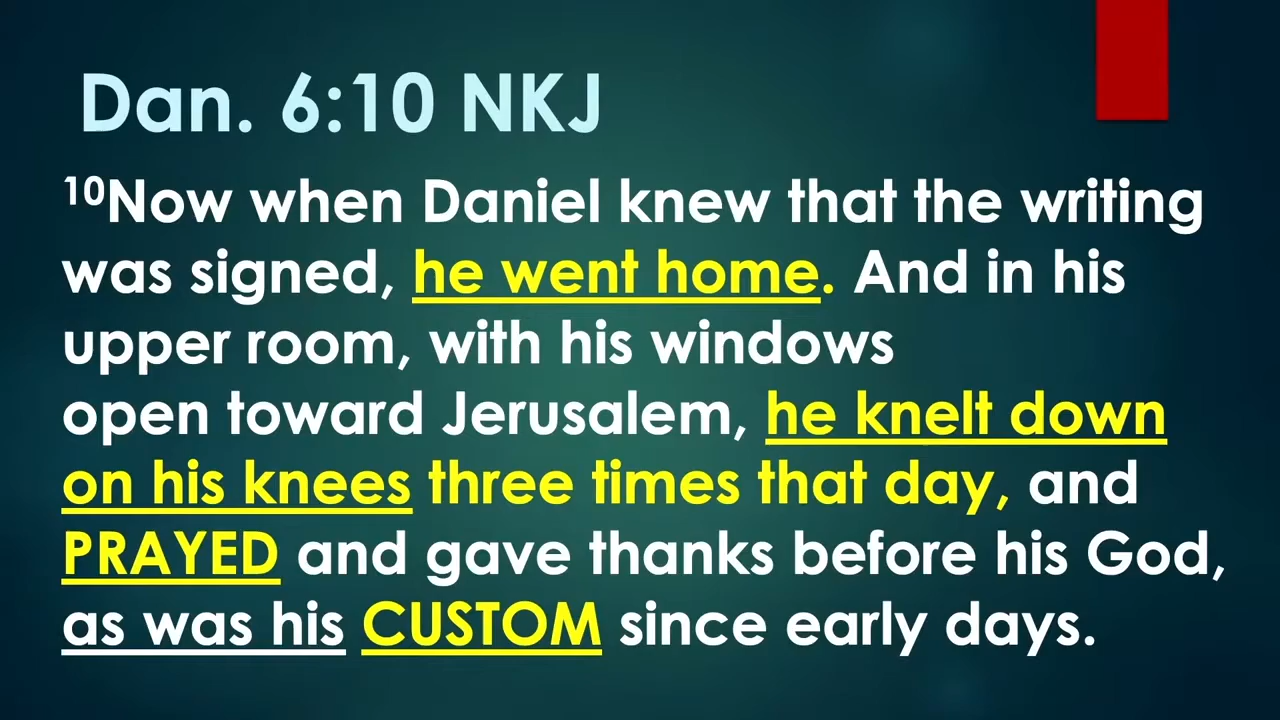 Dan. 6:10 NKJ
¹⁰Now when Daniel knew that the writing
was signed, he went home. And in his
upper room, with his windows
open toward Jerusalem, he knelt down
on his knees three times that day, and
PRAYED and gave thanks before his God,
as was his CUSTOM since early days.